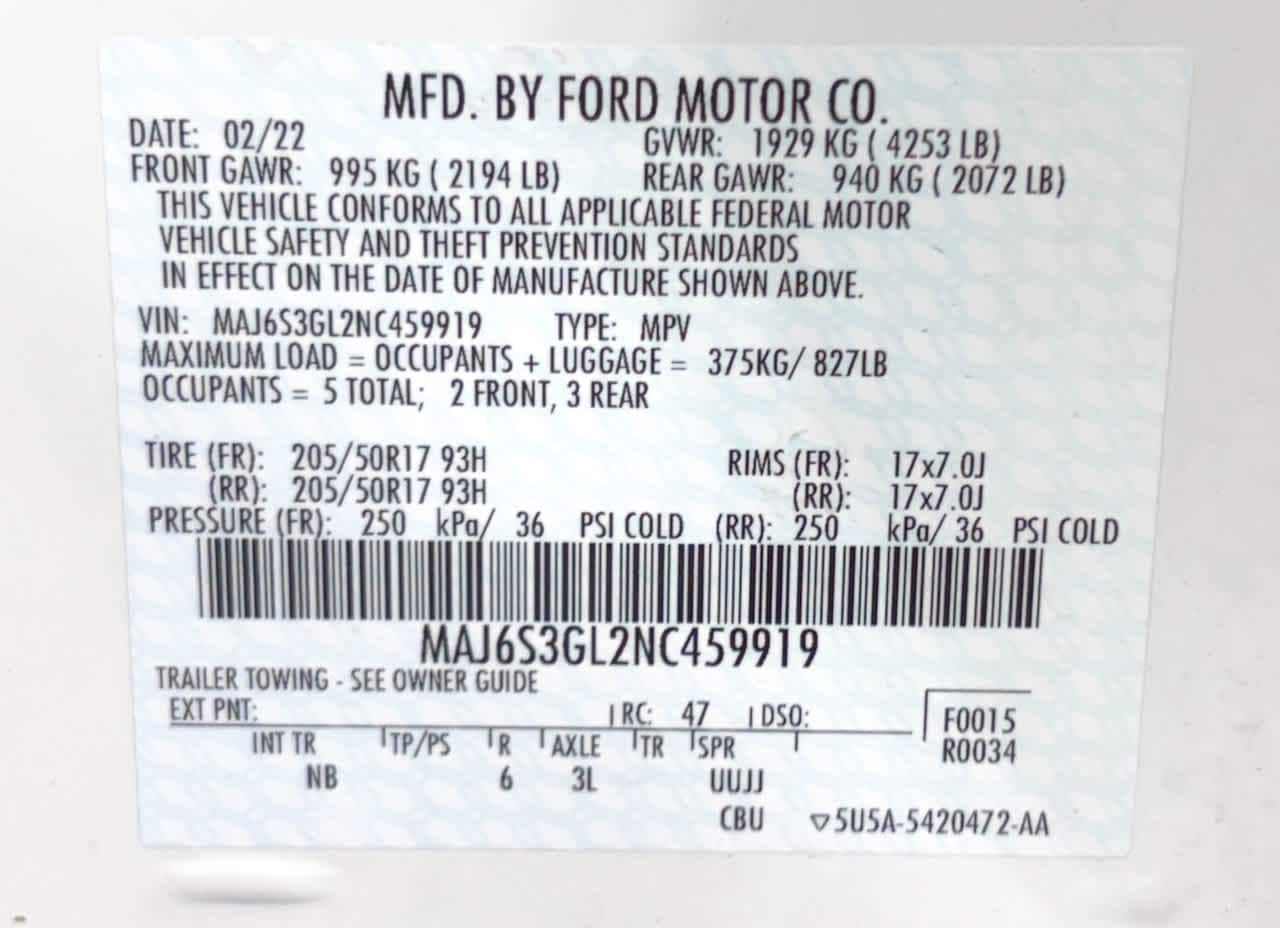 MFD. BY FORD MOTOR CO.
DATE: 02/22 GVWR: 1929 KG ( 4253 LB)
FRONT GAWR: 995 KG ( 2194 LB) REAR GAWR: 940 KG ( 2072 LB)
THIS VEHICLE CONFORMS TO ALL APPLICABLE FEDERAL MOTOR
VEHICLE SAFETY AND THEFT PREVENTION STANDARDS
IN EFFECT ON THE DATE OF MANUFACTURE SHOWN ABOVE.
VIN: MAJ6S3GL2NC459919 TYPE: MPV
MAXIMUM LOAD = OCCUPANTS + LUGGAGE = 375KG/ 827LB
OCCUPANTS = 5 TOTAL; 2 FRONT, 3 REAR
TIRE (FR): 205/50R17 93H RIMS (FR): 17x7.0J
(RR): 205/50R17 93H (RR): 17x7.0J
PRESSURE (FR): 250 kPa/ 36 PSI COLD (RR): 250 kPa/ 36 PSI COLD
MAJ6S3GL2NC459919
TRAILER TOWING - SEE OWNER GUIDE
EXT PNT: RC: 47 DSO: F0015
INT TR TP/PS R AXLE TR SPR R0034
NB 6 3L UUJJ
CBU ▽5U5A-5420472-AA